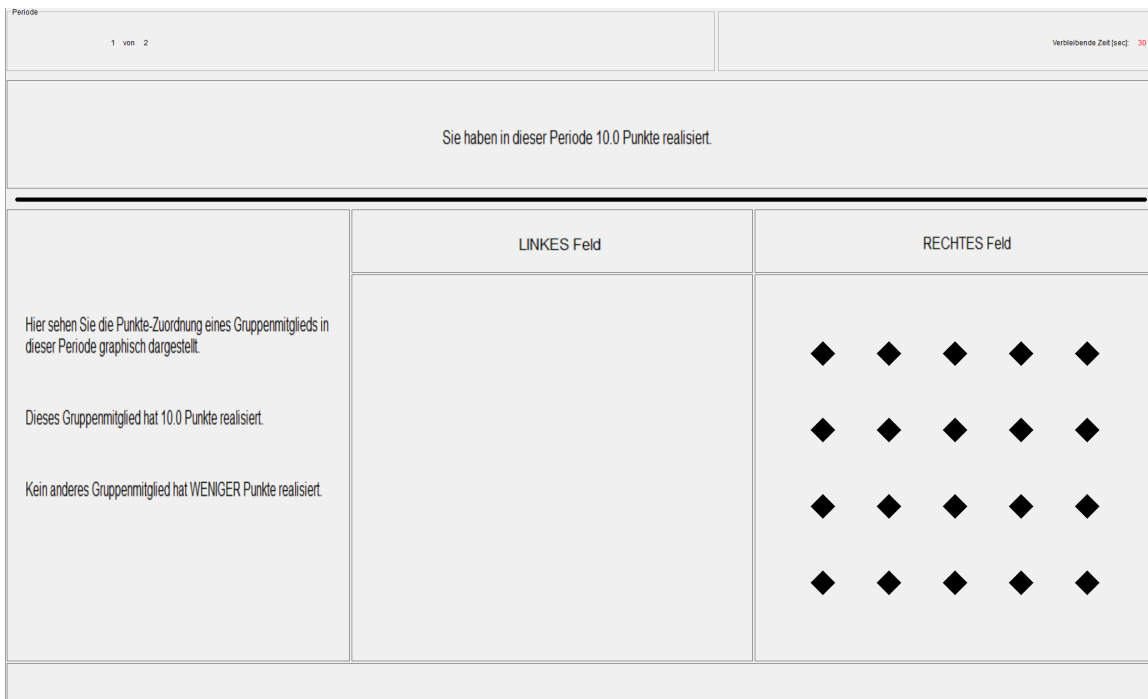 Periode
1 von 2
Verbleibende Zeit [sec]: 30
Sie haben in dieser Periode 10.0 Punkte realisiert.
LINKES Feld
RECHTES Feld
Hier sehen Sie die Punkte-Zuordnung eines Gruppenmitglieds in
dieser Periode graphisch dargestellt.
Dieses Gruppenmitglied hat 10.0 Punkte realisiert.
Kein anderes Gruppenmitglied hat WENIGER Punkte realisiert.